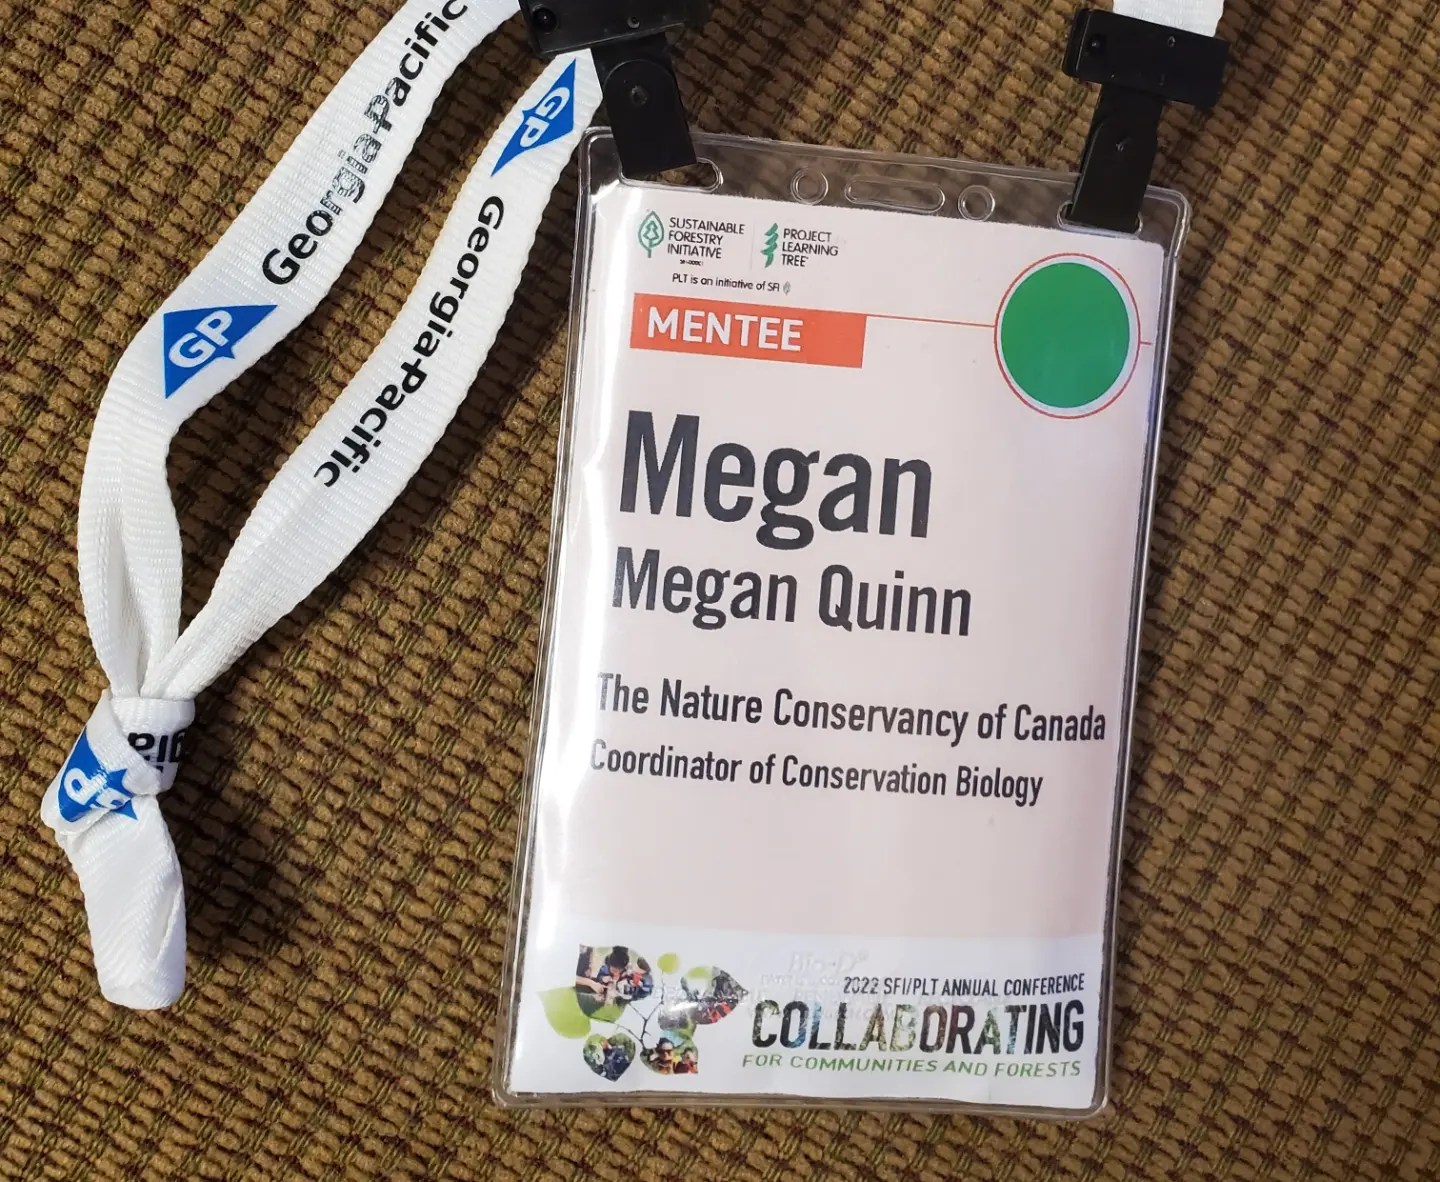 Georgia-Pacific
GP
GP
Georgia-Pacific
SUSTAINABLE
FORESTRY
INITIATIVE
PROJECT
LEARNING
TREE
PLT is an initiative of SFI
MENTEE
Megan
Megan Quinn
The Nature Conservancy of Canada
Coordinator of Conservation Biology
2022 SFI/PLT ANNUAL CONFERENCE
COLLABORATING
FOR COMMUNITIES AND FORESTS